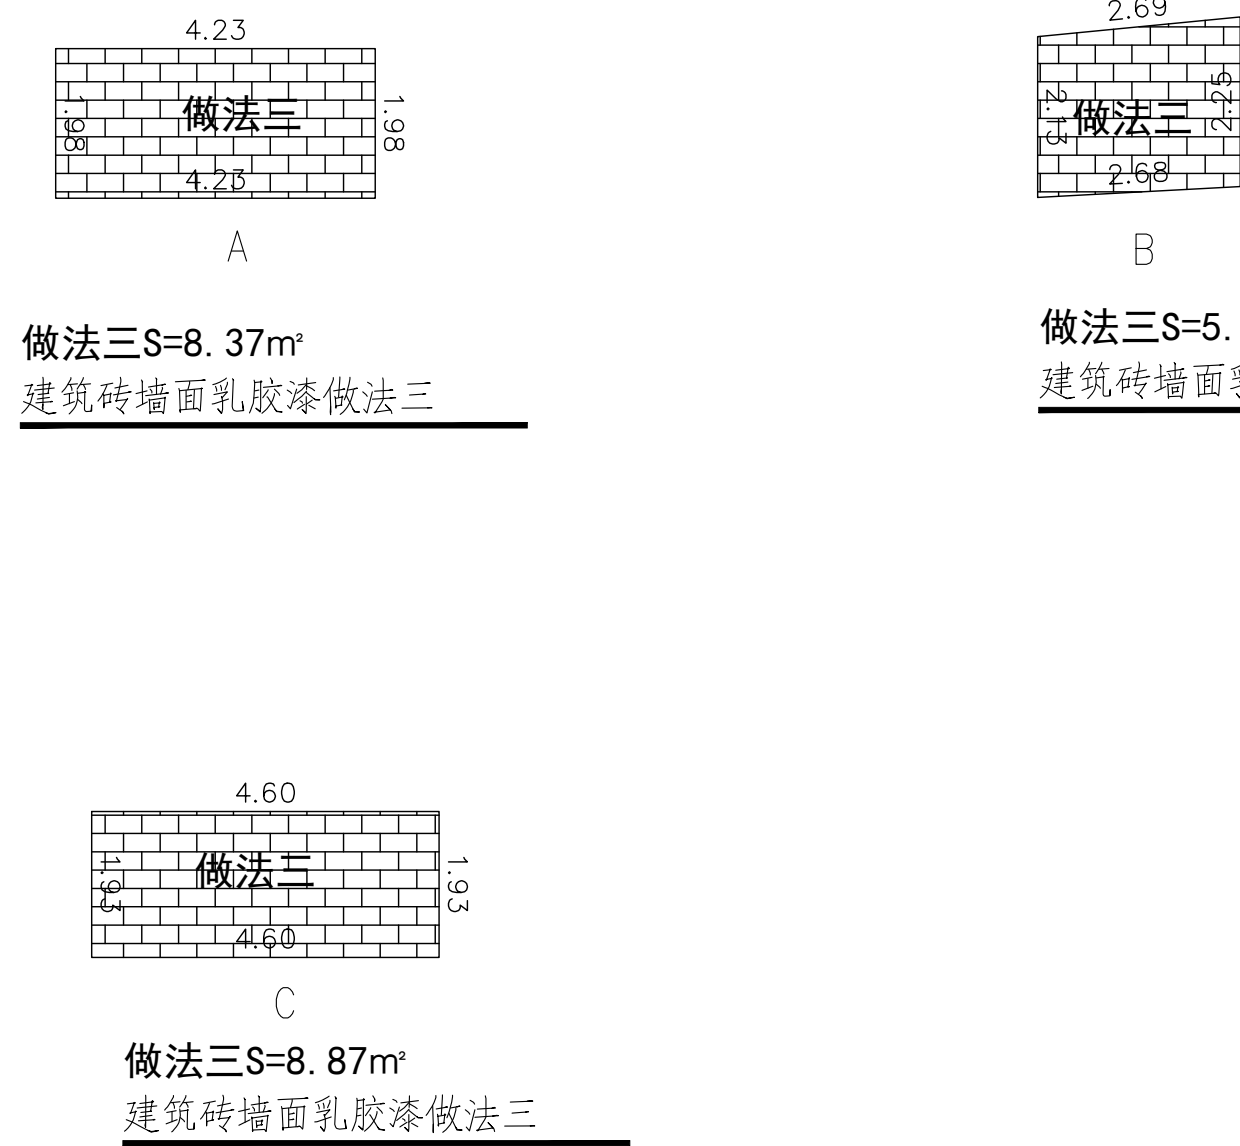 4.23
1.98
做法三
1.98
4.23
A
做法三S=8.37㎡
建筑砖墙面乳胶漆做法三
2.69
2.13
做法三
2.25
2.68
B
做法三S=5.
建筑砖墙面
4.60
1.93
做法三
1.93
4.60
C
做法三S=8.87㎡
建筑砖墙面乳胶漆做法三